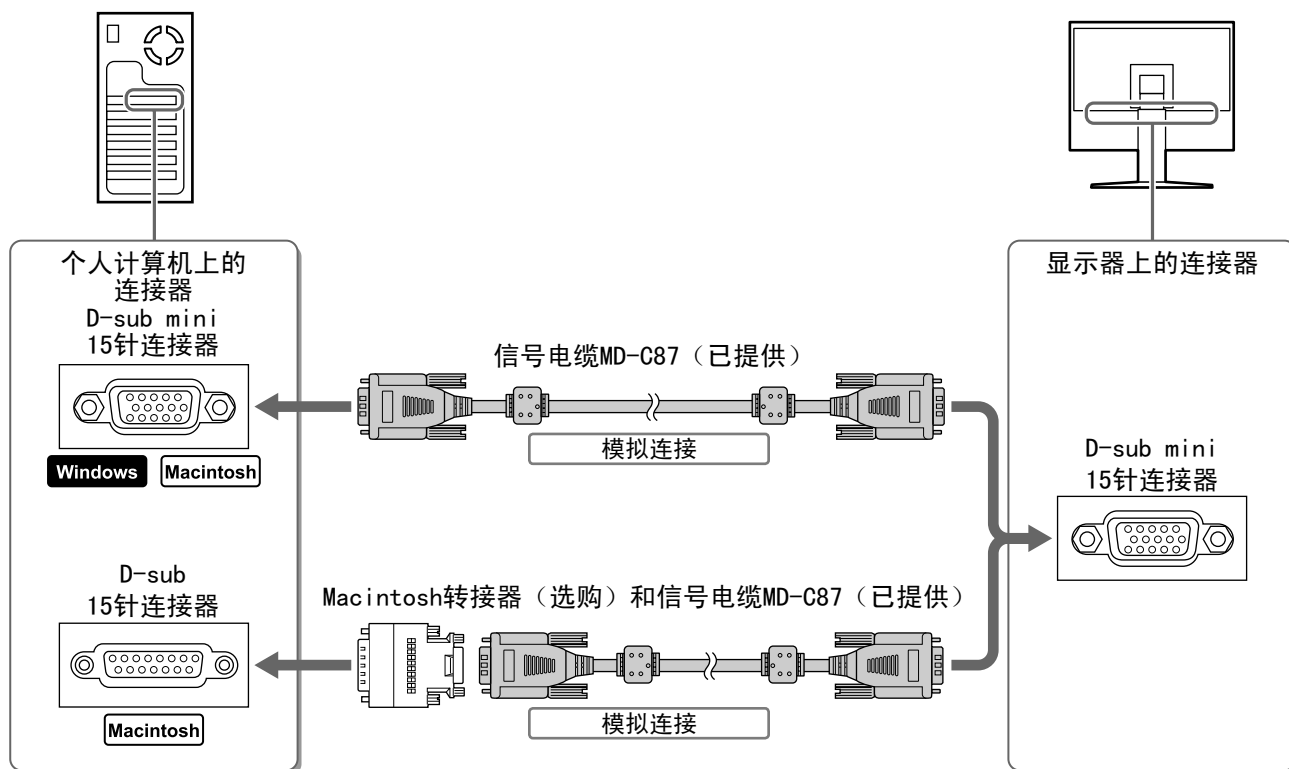 个人计算机上的
连接器
D-sub mini
15针连接器
Windows
Macintosh
D-sub
15针连接器
Macintosh
信号电缆MD-C87（已提供）
模拟连接
Macintosh转接器（选购）和信号电缆MD-C87（已提供）
模拟连接
显示器上的连接器
D-sub mini
15针连接器